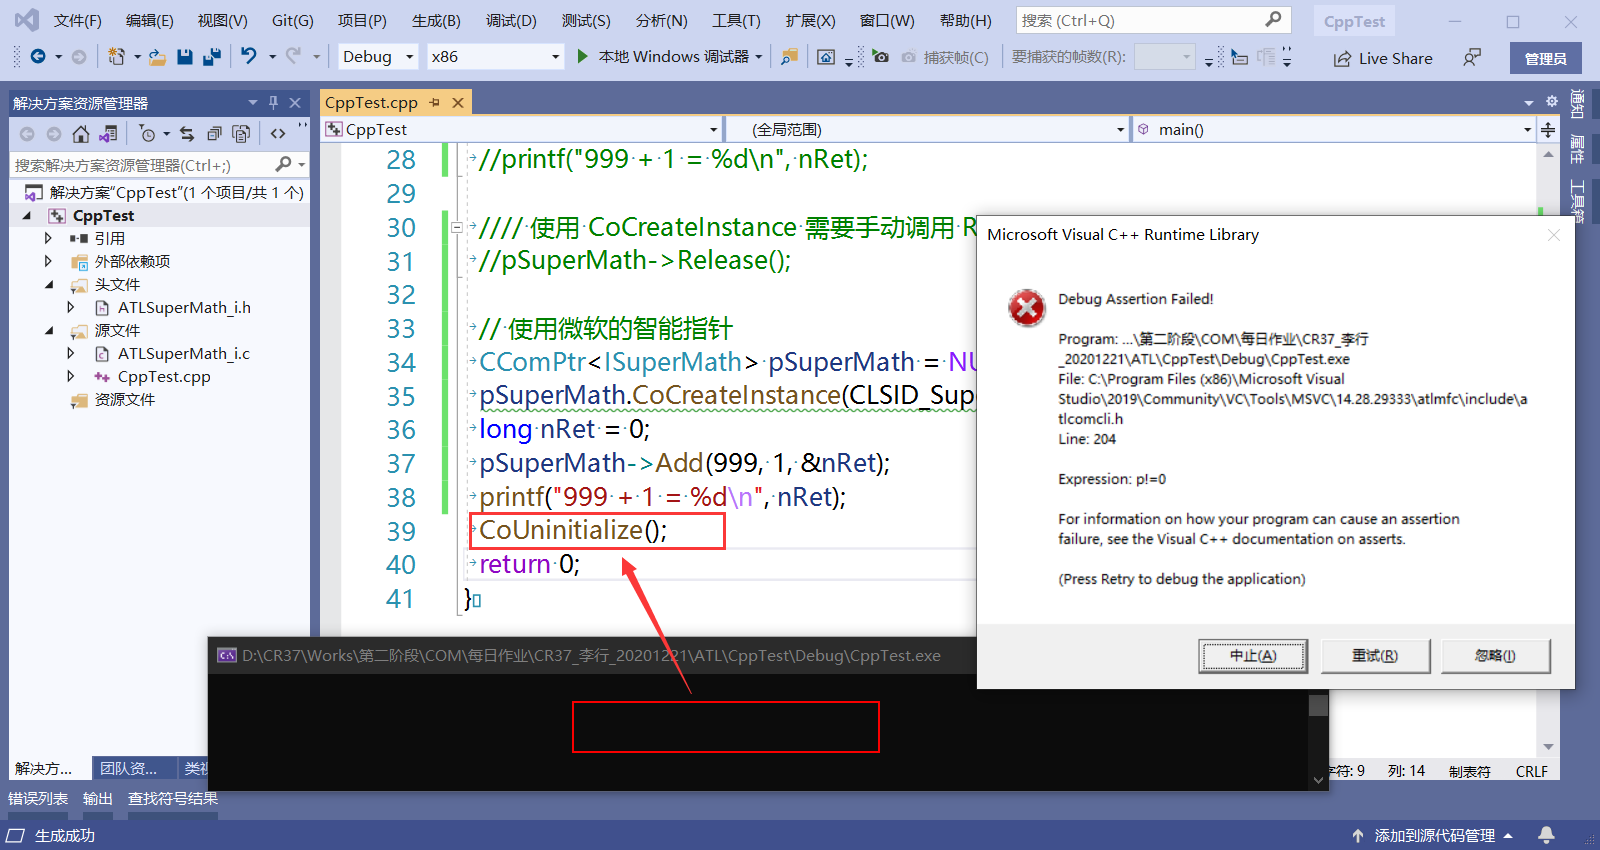 文件(F) 编辑(E) 视图(V) Git(G) 项目(P) 生成(B) 调试(D) 测试(S) 分析(N) 工具(T) 扩展(X) 窗口(W) 帮助(H) 搜索 (Ctrl+Q) CppTest
Debug x86 本地 Windows 调试器 捕获帧(C) 要捕获的帧数(R): Live Share 管理员
解决方案资源管理器
搜索解决方案资源管理器(Ctrl+;)
解决方案“CppTest”(1 个项目/共 1 个)
CppTest
引用
外部依赖项
头文件
ATLSuperMath_i.h
源文件
ATLSuperMath_i.c
CppTest.cpp
资源文件
解决方... 团队资... 类视
CppTest.cpp
CppTest (全局范围) main()
28 //printf("999 + 1 = %d\n", nRet);
29
30 //// 使用 CoCreateInstance 需要手动调用 R
31 //pSuperMath->Release();
32
33 // 使用微软的智能指针
34 CComPtr<ISuperMath> pSuperMath = NU
35 pSuperMath.CoCreateInstance(CLSID_Sup
36 long nRet = 0;
37 pSuperMath->Add(999, 1, &nRet);
38 printf("999 + 1 = %d\n", nRet);
39 CoUninitialize();
40 return 0;
41 }
通知
属性
工具箱
Microsoft Visual C++ Runtime Library
Debug Assertion Failed!
Program: ...\第二阶段\COM\每日作业\CR37_李行
_20201221\ATL\CppTest\Debug\CppTest.exe
File: C:\Program Files (x86)\Microsoft Visual
Studio\2019\Community\VC\Tools\MSVC\14.28.29333\atlmfc\include\a
tlcomcli.h
Line: 204
Expression: p!=0
For information on how your program can cause an assertion
failure, see the Visual C++ documentation on asserts.
(Press Retry to debug the application)
中止(A) 重试(R) 忽略(I)
D:\CR37\Works\第二阶段\COM\每日作业\CR37_李行_20201221\ATL\CppTest\Debug\CppTest.exe
字符: 9 列: 14 制表符 CRLF
错误列表 输出 查找符号结果
生成成功 添加到源代码管理